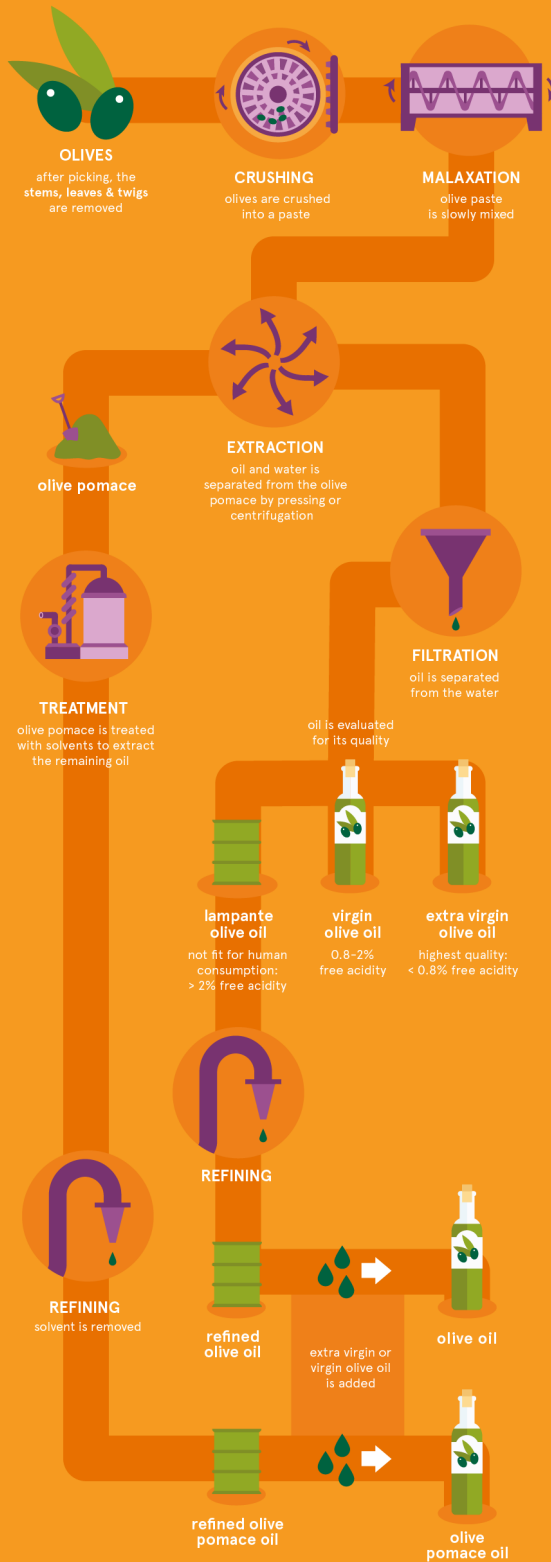 OLIVES
after picking, the
stems, leaves & twigs
are removed
CRUSHING
olives are crushed
into a paste
MALAXATION
olive paste
is slowly mixed
EXTRACTION
oil and water is
separated from the olive
pomace by pressing or
centrifugation
olive pomace
FILTRATION
oil is separated
from the water
TREATMENT
olive pomace is treated
with solvents to extract
the remaining oil
oil is evaluated
for its quality
lampante
olive oil
not fit for human
consumption:
> 2% free acidity
virgin
olive oil
0.8-2%
free acidity
extra virgin
olive oil
highest quality:
< 0.8% free acidity
REFINING
REFINING
solvent is removed
refined
olive oil
extra virgin or
virgin olive oil
is added
olive oil
refined olive
pomace oil
olive
pomace oil